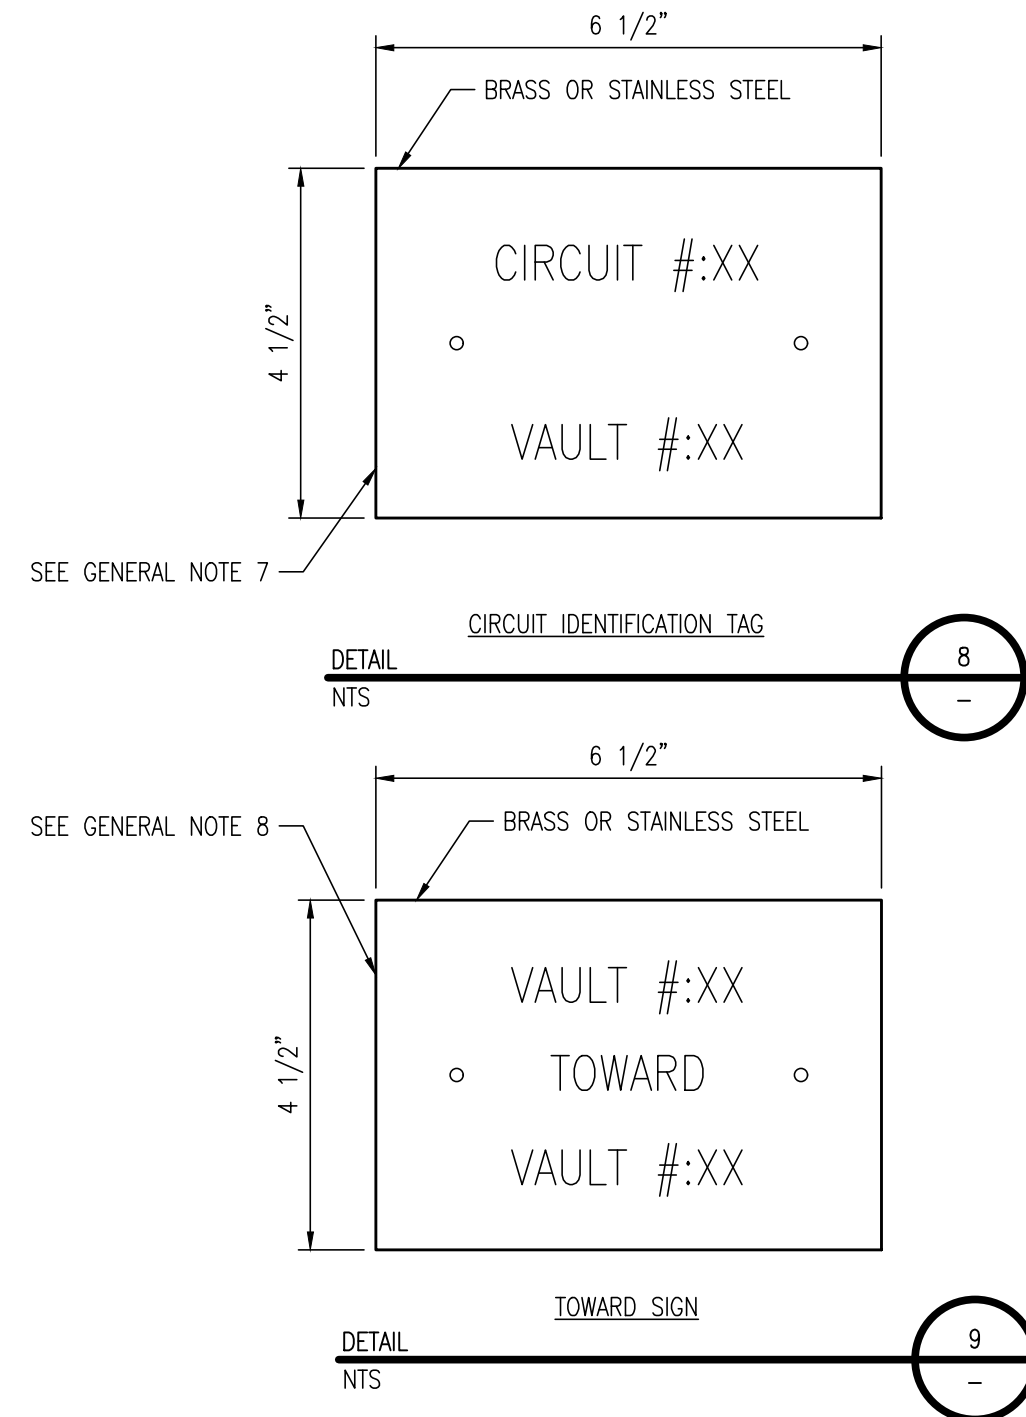 6 1/2"
BRASS OR STAINLESS STEEL
CIRCUIT #:XX
4 1/2"
VAULT #:XX
SEE GENERAL NOTE 7
CIRCUIT IDENTIFICATION TAG
DETAIL
8
NTS
-
6 1/2"
SEE GENERAL NOTE 8
BRASS OR STAINLESS STEEL
VAULT #:XX
4 1/2"
TOWARD
VAULT #:XX
TOWARD SIGN
DETAIL
9
NTS
-